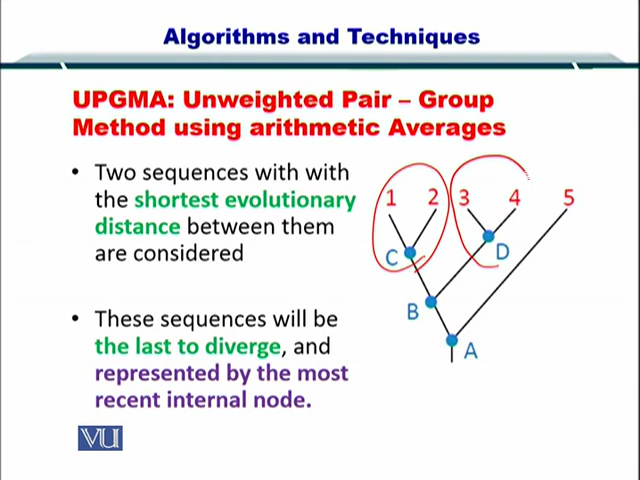 Algorithms and Techniques
UPGMA: Unweighted Pair – Group
Method using arithmetic Averages
• Two sequences with with
the shortest evolutionary
distance between them
are considered
• These sequences will be
the last to diverge, and
represented by the most
recent internal node.
1 2 3 4 5
C D
B
A
VU